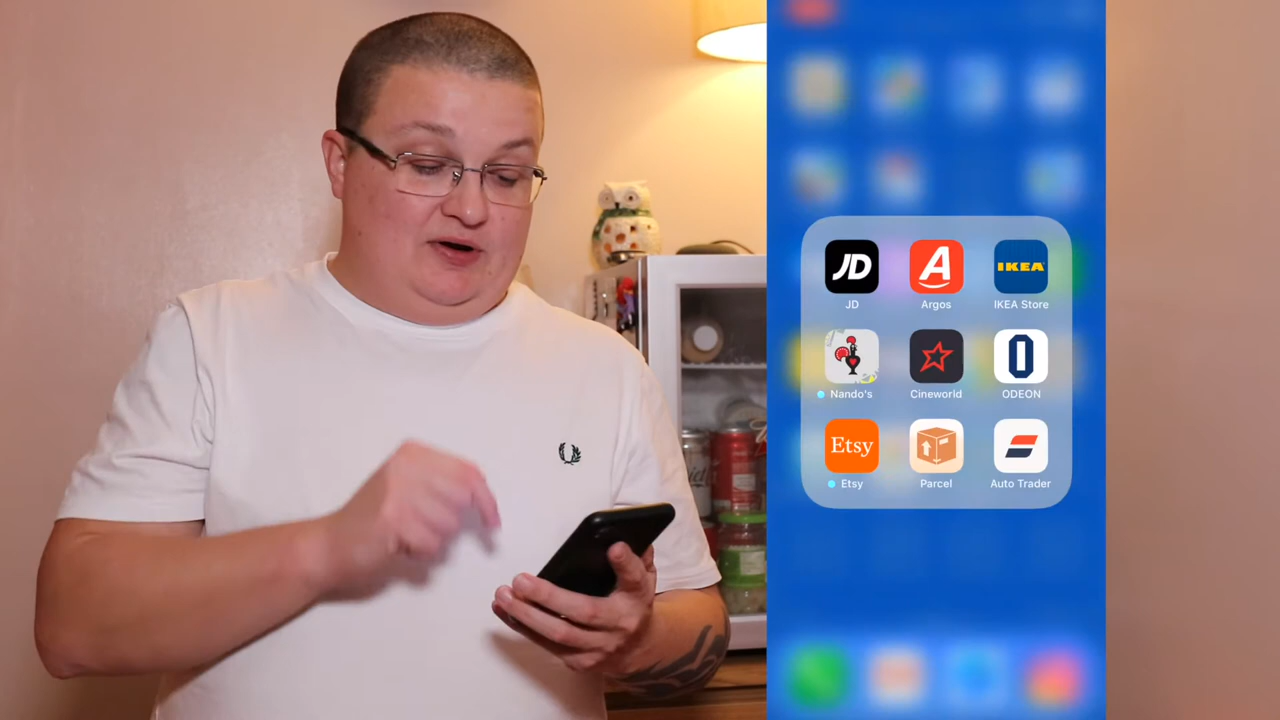 JD
A
IKEA
JD
Argos
IKEA Store
Nando's
Cineworld
ODEON
Etsy
Etsy
Parcel
Auto Trader